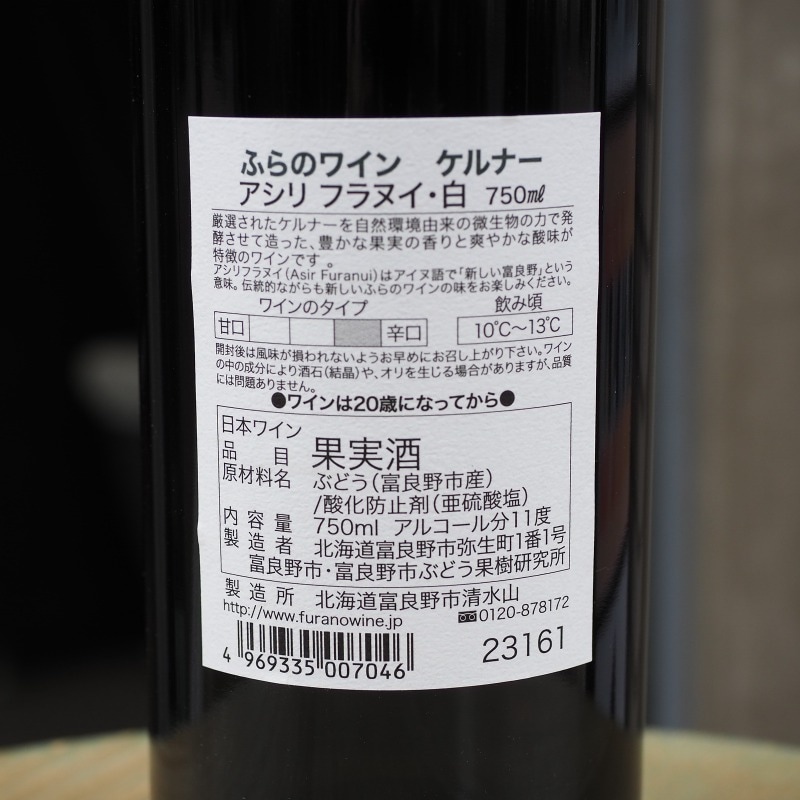 ふらのワイン　ケルナー
アシリ フラヌイ・白 750㎖
厳選されたケルナーを自然環境由来の微生物の力で発
酵させて造った、豊かな果実の香りと爽やかな酸味が
特徴のワインです。
アシリフラヌイ(Asir Furanui)はアイヌ語で「新しい富良野」という
意味。伝統的ながらも新しいふらのワインの味をお楽しみください。
ワインのタイプ 飲み頃
甘口 辛口 10℃～13℃
開封後は風味が損われないようお早めにお召し上がり下さい。ワイン
の中の成分により酒石(結晶)や、オリを生じる場合がありますが、品質
には問題ありません。
●ワインは20歳になってから●
日本ワイン
品目 果実酒
原材料名 ぶどう(富良野市産)
/酸化防止剤(亜硫酸塩)
内容量 750ml アルコール分11度
製造者 北海道富良野市弥生町1番1号
富良野市・富良野市ぶどう果樹研究所
製造所 北海道富良野市清水山
http://www.furanowine.jp 0120-878172
4 969335 007046 23161